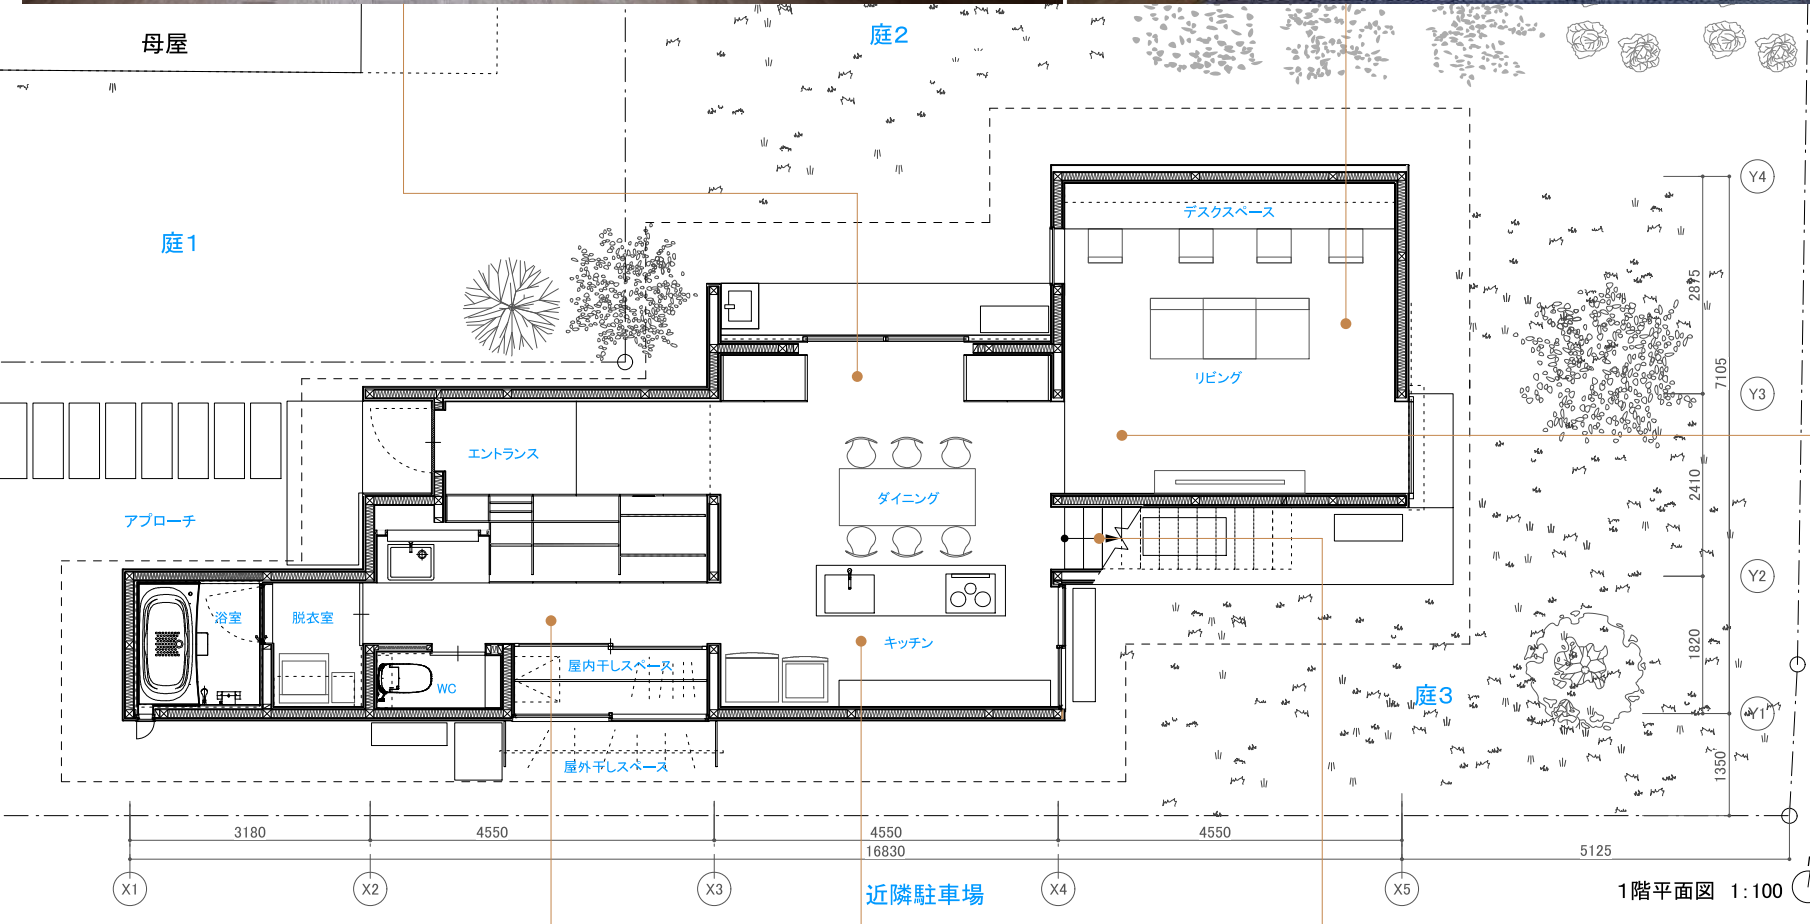 母屋
庭2
Y4
デスクスペース
庭1
2875
リビング
7105
Y3
エントランス
ダイニング
2410
アプローチ
Y2
浴室
脱衣室
キッチン
1820
屋内干しスペース
WC
庭3
Y1
屋外干しスペース
1350
3180
4550
4550
4550
16830
5125
X1
X2
X3
近隣駐車場
X4
X5
1階平面図 1:100